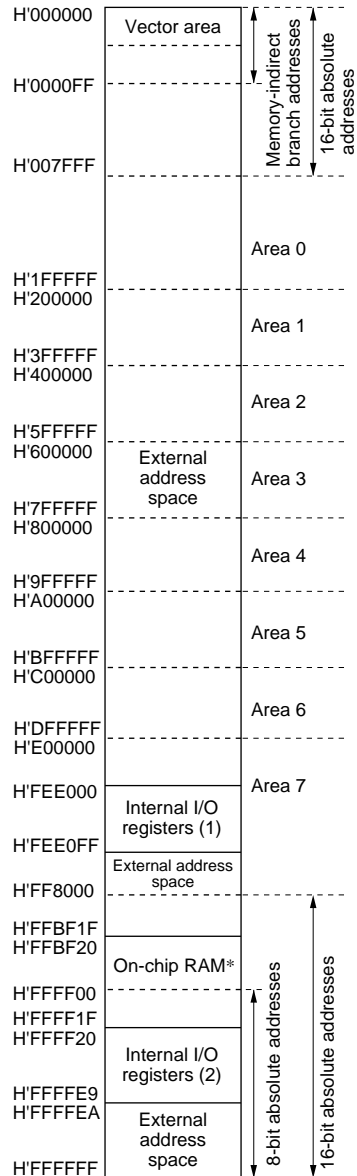 H'000000
Vector area
H'0000FF
Memory-indirect
branch addresses
16-bit absolute
addresses
H'007FFF
Area 0
H'1FFFFF
H'200000
Area 1
H'3FFFFF
H'400000
Area 2
H'5FFFFF
H'600000
External
address
space
Area 3
H'7FFFFF
H'800000
Area 4
H'9FFFFF
H'A00000
Area 5
H'BFFFFF
H'C00000
Area 6
H'DFFFFF
H'E00000
Area 7
H'FEE000
Internal I/O
registers (1)
H'FEE0FF
External address
space
H'FF8000
H'FFBF1F
H'FFBF20
On-chip RAM*
H'FFFF00
H'FFFF1F
H'FFFF20
Internal I/O
registers (2)
H'FFFFE9
H'FFFFEA
External
address
space
H'FFFFFF
8-bit absolute addresses
16-bit absolute addresses